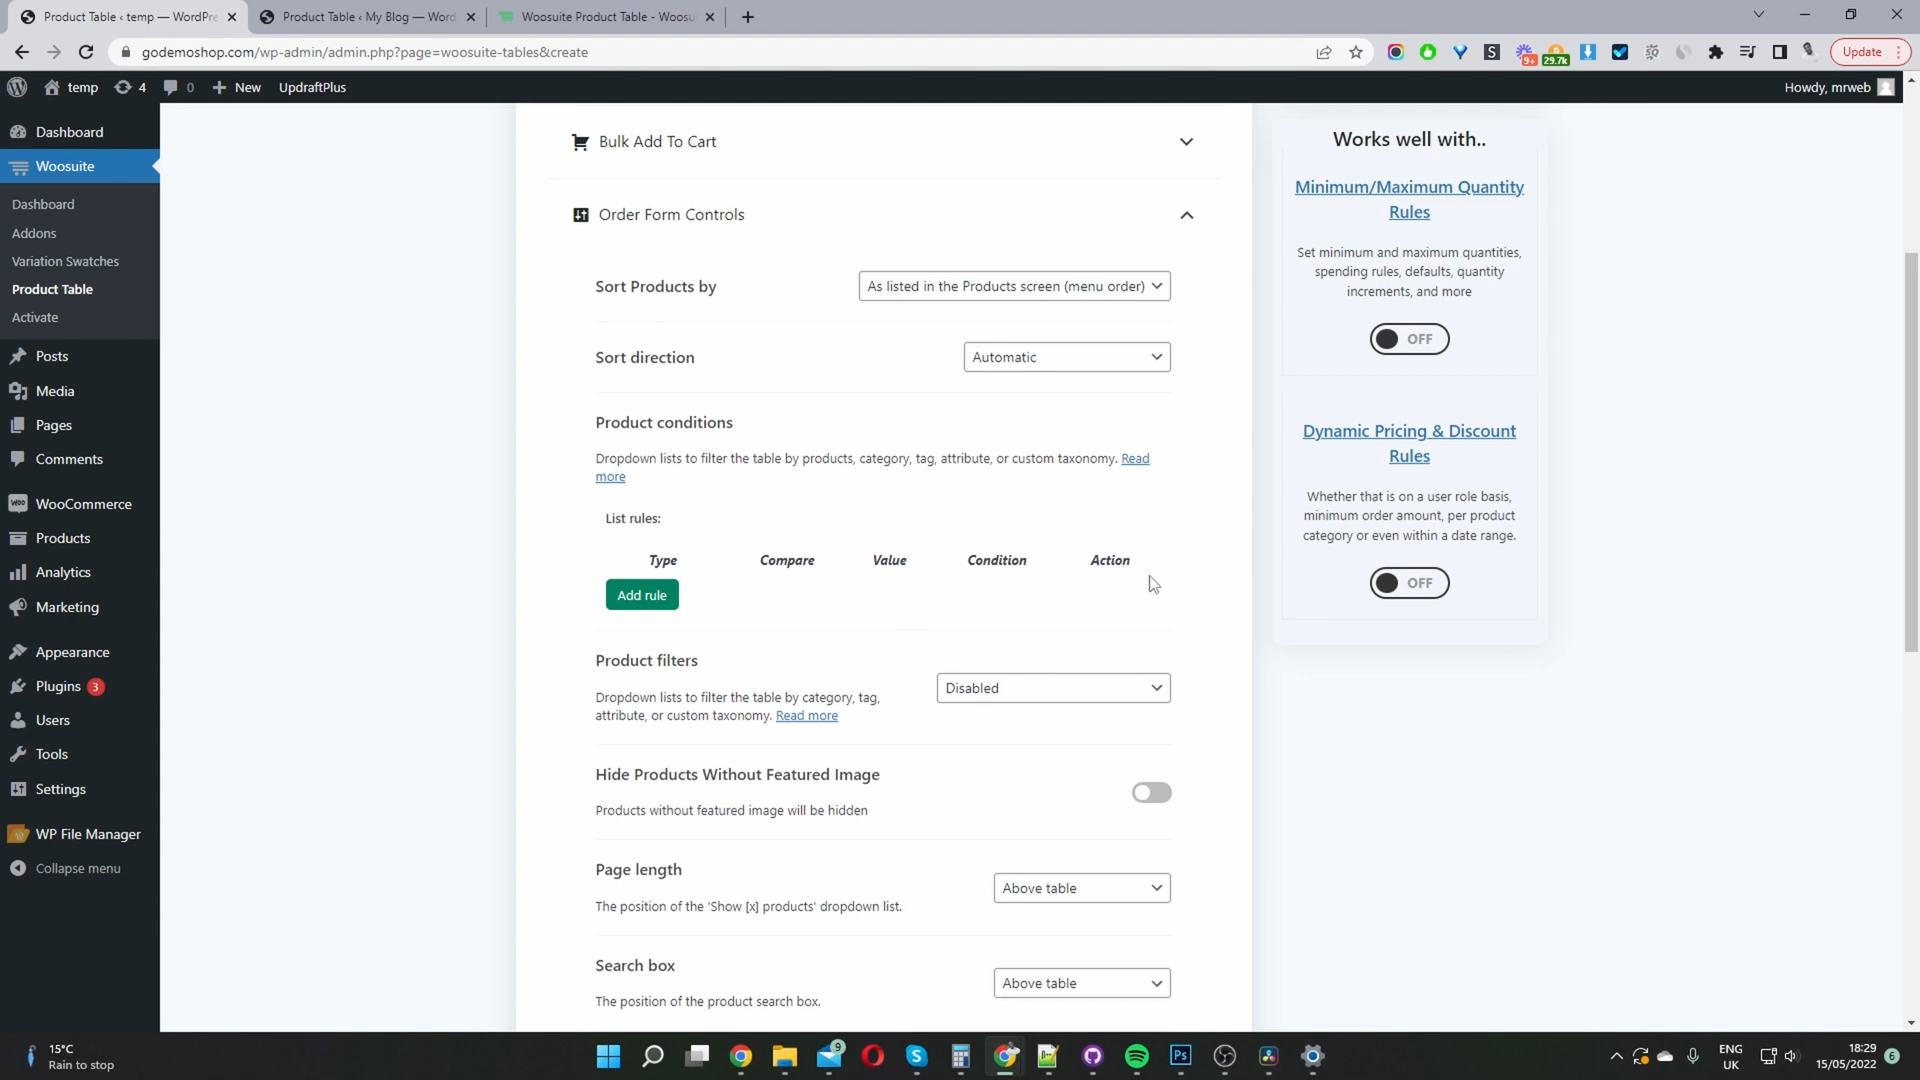 Product Table ‹ temp — WordPre
Product Table ‹ My Blog — Word
Woosuite Product Table - Woosu
godemoshop.com/wp-admin/admin.php?page=woosuite-tables&create
9+
29.7k
Update
temp
4
0
New
UpdraftPlus
Howdy, mrweb
Dashboard
Woosuite
Dashboard
Addons
Variation Swatches
Product Table
Activate
Posts
Media
Pages
Comments
WooCommerce
Products
Analytics
Marketing
Appearance
Plugins 3
Users
Tools
Settings
WP File Manager
Collapse menu
Bulk Add To Cart
Order Form Controls
Sort Products by
As listed in the Products screen (menu order)
Sort direction
Automatic
Product conditions
Dropdown lists to filter the table by products, category, tag, attribute, or custom taxonomy. Read
more
List rules:
Type Compare Value Condition Action
Add rule
Product filters
Disabled
Dropdown lists to filter the table by category, tag,
attribute, or custom taxonomy. Read more
Hide Products Without Featured Image
Products without featured image will be hidden
Page length
Above table
The position of the 'Show [x] products' dropdown list.
Search box
Above table
The position of the product search box.
Works well with..
Minimum/Maximum Quantity
Rules
Set minimum and maximum quantities,
spending rules, defaults, quantity
increments, and more
OFF
Dynamic Pricing & Discount
Rules
Whether that is on a user role basis,
minimum order amount, per product
category or even within a date range.
OFF
15°C
Rain to stop
9
Ps
ENG
UK
18:29
15/05/2022
6